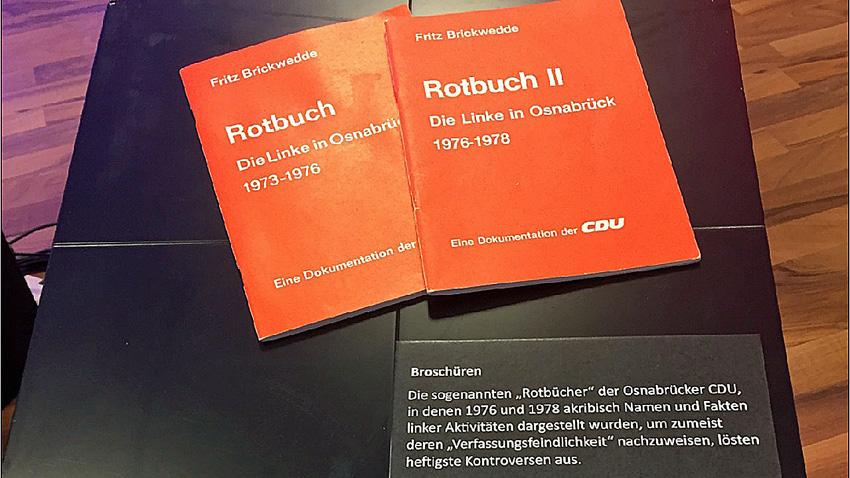 Fritz Brickwedde
Rotbuch
Die Linke in Osnabrüc
1973-1976
Eine Dokumentation der
Fritz Brickwedde
Rotbuch II
Die Linke in Osnabrück
1976-1978
Eine Dokumentation der CDU
Broschüren
Die sogenannten „Rotbücher“ der Osnabrücker CDU,
in denen 1976 und 1978 akribisch Namen und Fakten
linker Aktivitäten dargestellt wurden, um zumeist
deren „Verfassungsfeindlichkeit“ nachzuweisen, lösten
heftigste Kontroversen aus.